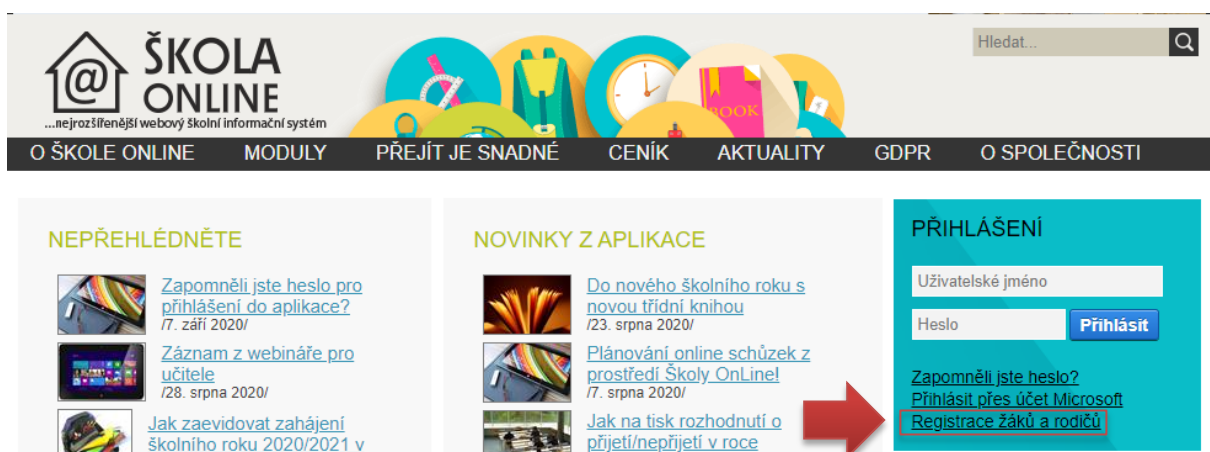 ŠKOLA
ONLINE
...nejrozšířenější webový školní informační systém
BOOK
Hledat...
O ŠKOLE ONLINE MODULY PŘEJÍT JE SNADNÉ CENÍK AKTUALITY GDPR O SPOLEČNOSTI
NEPŘEHLÉDNĚTE
Zapomněli jste heslo pro
přihlášení do aplikace?
/7. září 2020/
Záznam z webináře pro
učitele
/28. srpna 2020/
Jak zaevidovat zahájení
školního roku 2020/2021 v
NOVINKY Z APLIKACE
Do nového školního roku s
novou třídní knihou
/23. srpna 2020/
Plánování online schůzek z
prostředí Školy OnLine!
/7. srpna 2020/
Jak na tisk rozhodnutí o
přijetí/nepřijetí v roce
PŘIHLÁŠENÍ
Uživatelské jméno
Heslo Přihlásit
Zapomněli jste heslo?
Přihlásit přes účet Microsoft
Registrace žáků a rodičů